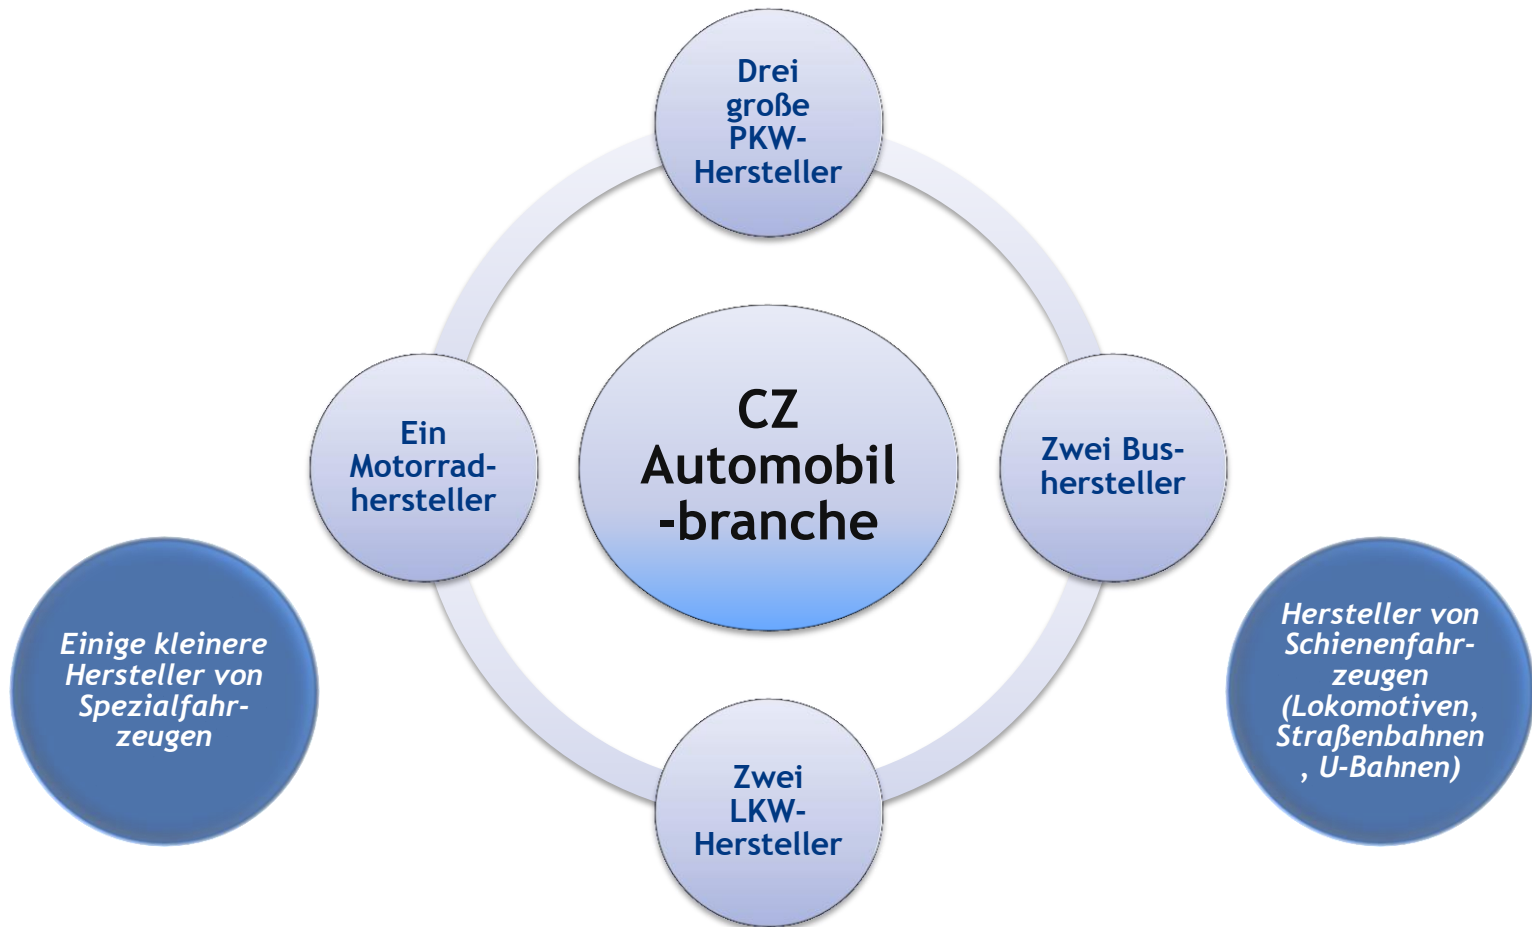 Drei
große
PKW-
Hersteller
Ein
Motorrad-
hersteller
CZ
Automobil
-branche
Zwei Bus-
hersteller
Einige kleinere
Hersteller von
Spezialfahr-
zeugen
Hersteller von
Schienenfahr-
zeugen
(Lokomotiven,
Straßenbahnen
, U-Bahnen)
Zwei
LKW-
Hersteller